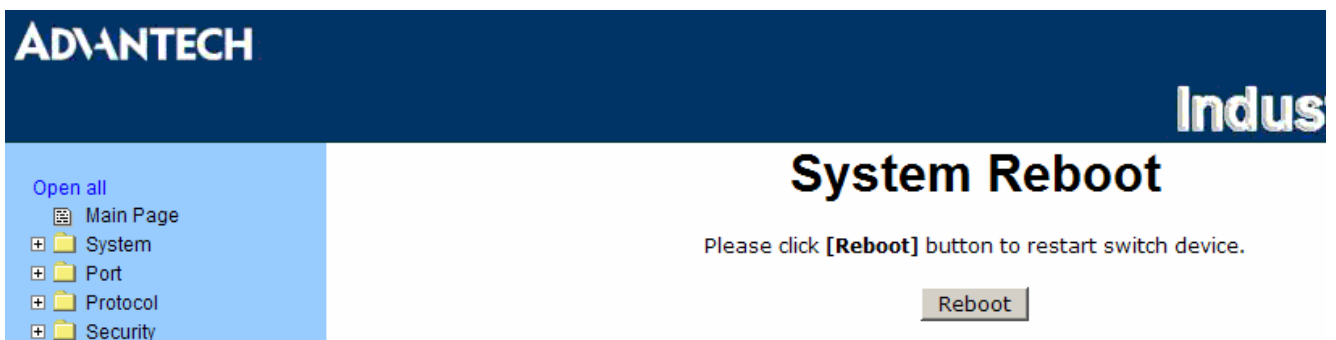 ADVANTECH
Indus
System Reboot
Please click [Reboot] button to restart switch device.
Reboot
Open all
Main Page
System
Port
Protocol
Security